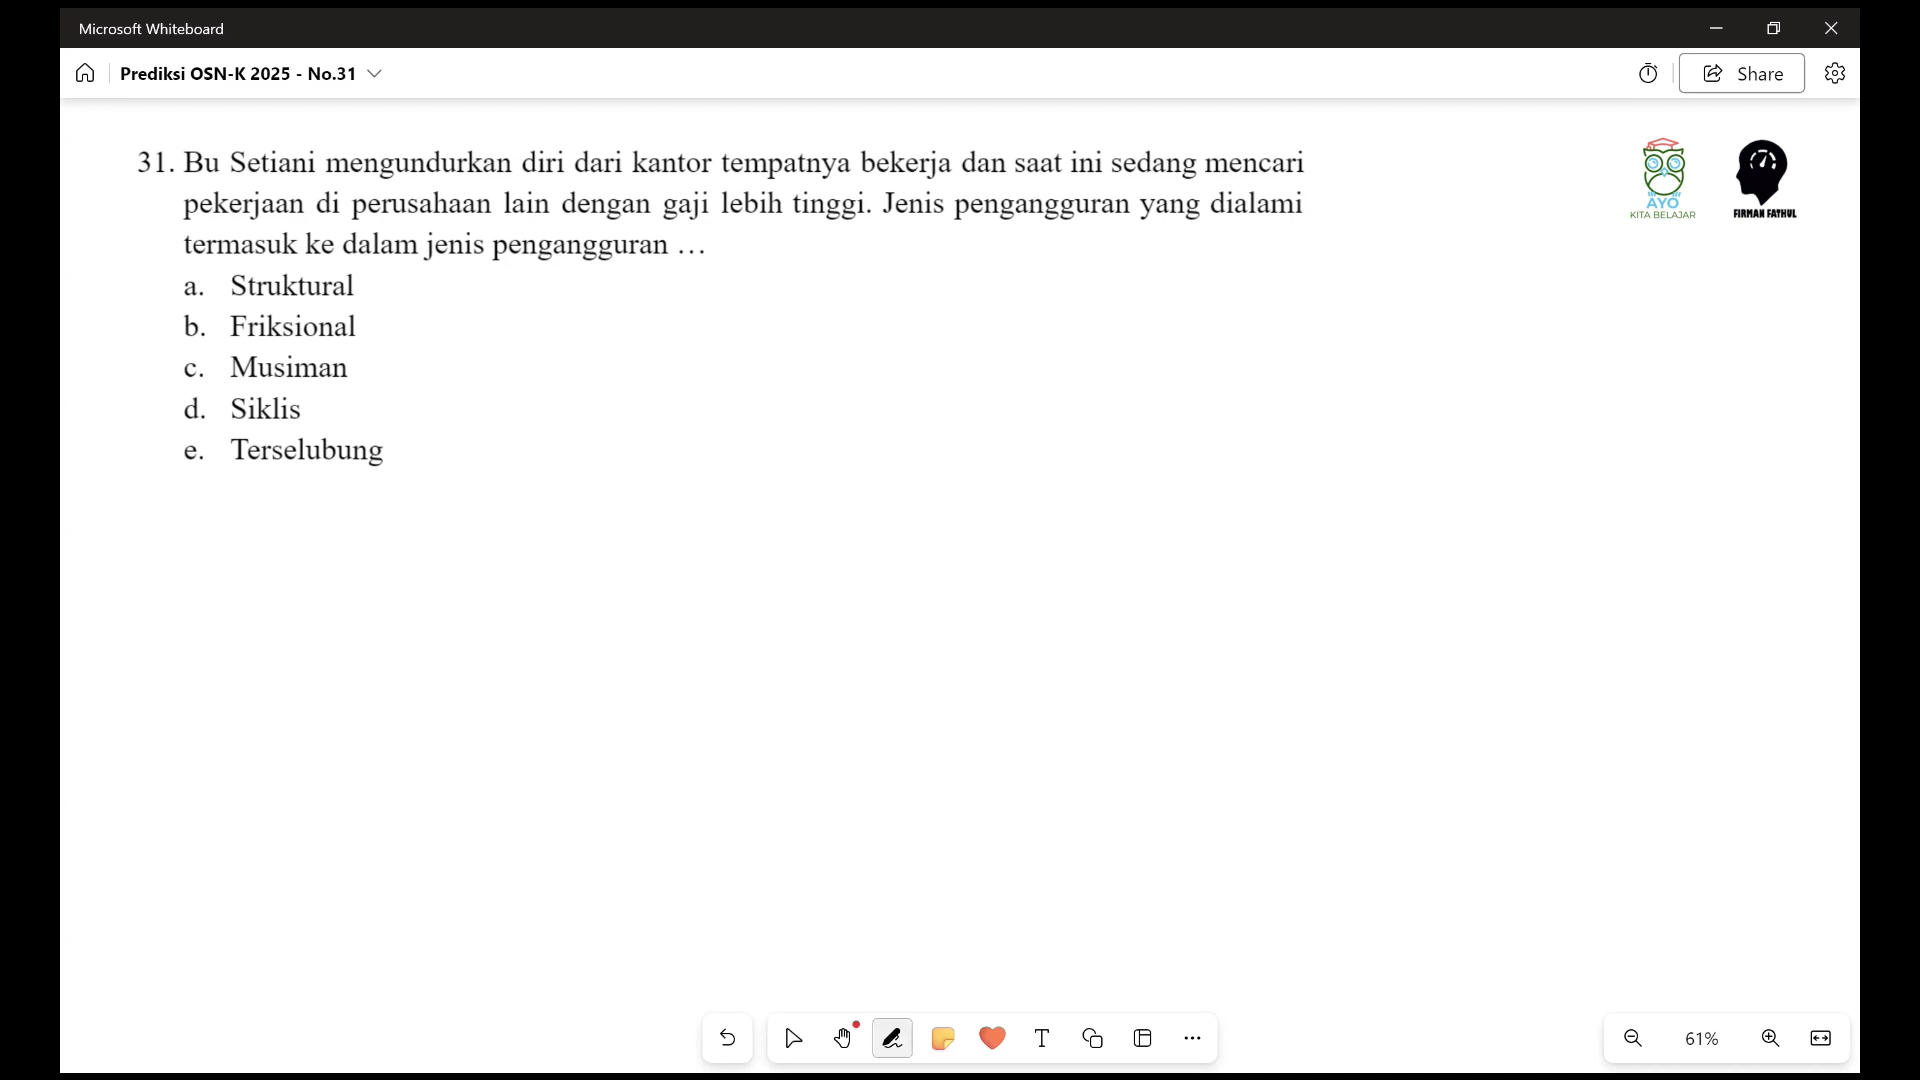 Microsoft Whiteboard
Prediksi OSN-K 2025 - No.31
Share
31. Bu Setiani mengundurkan diri dari kantor tempatnya bekerja dan saat ini sedang mencari
pekerjaan di perusahaan lain dengan gaji lebih tinggi. Jenis pengangguran yang dialami
termasuk ke dalam jenis pengangguran …
a. Struktural
b. Friksional
c. Musiman
d. Siklis
e. Terselubung
AYO
KITA BELAJAR
FIRMAN FATHUL
61%